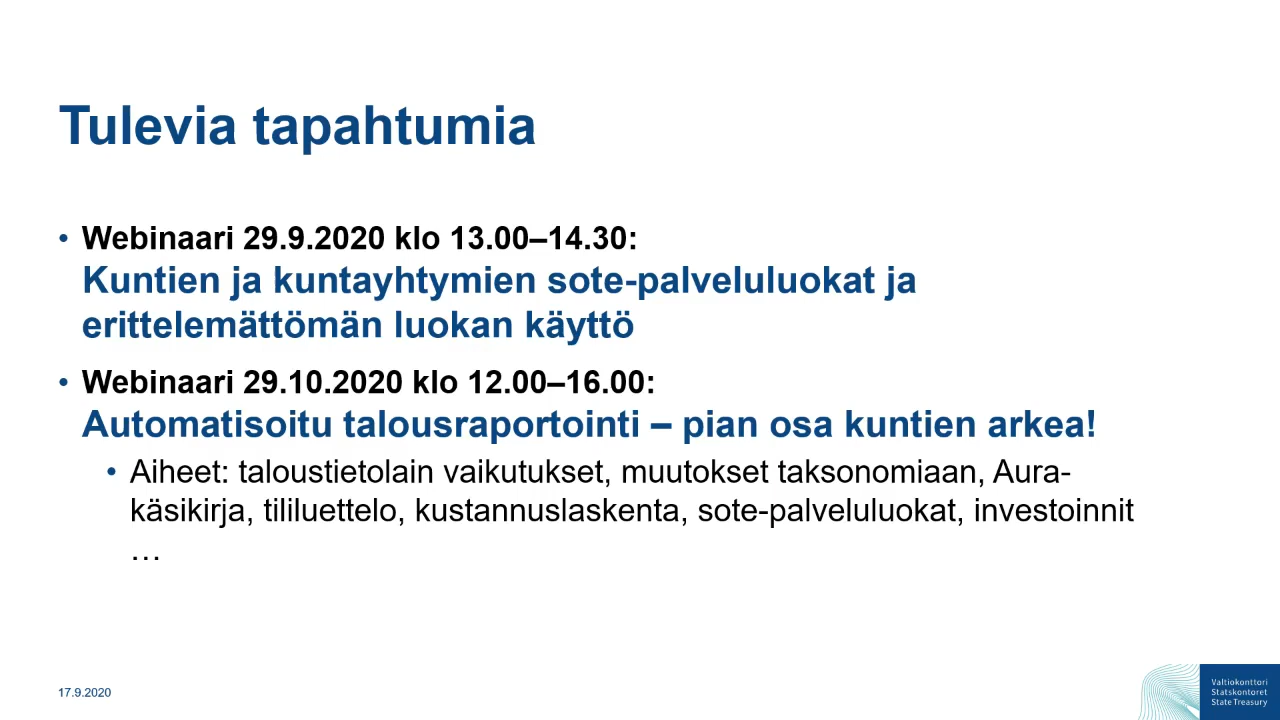 Tulevia tapahtumia
• Webinaari 29.9.2020 klo 13.00–14.30:
Kuntien ja kuntayhtymien sote-palveluluokat ja
erittelemättömän luokan käyttö
• Webinaari 29.10.2020 klo 12.00–16.00:
Automatisoitu talousraportointi – pian osa kuntien arkea!
• Aiheet: taloustietolain vaikutukset, muutokset taksonomiaan, Aura-
käsikirja, tililuettelo, kustannuslaskenta, sote-palveluluokat, investoinnit
…
17.9.2020
Valtiokonttori
Statskontoret
State Treasury